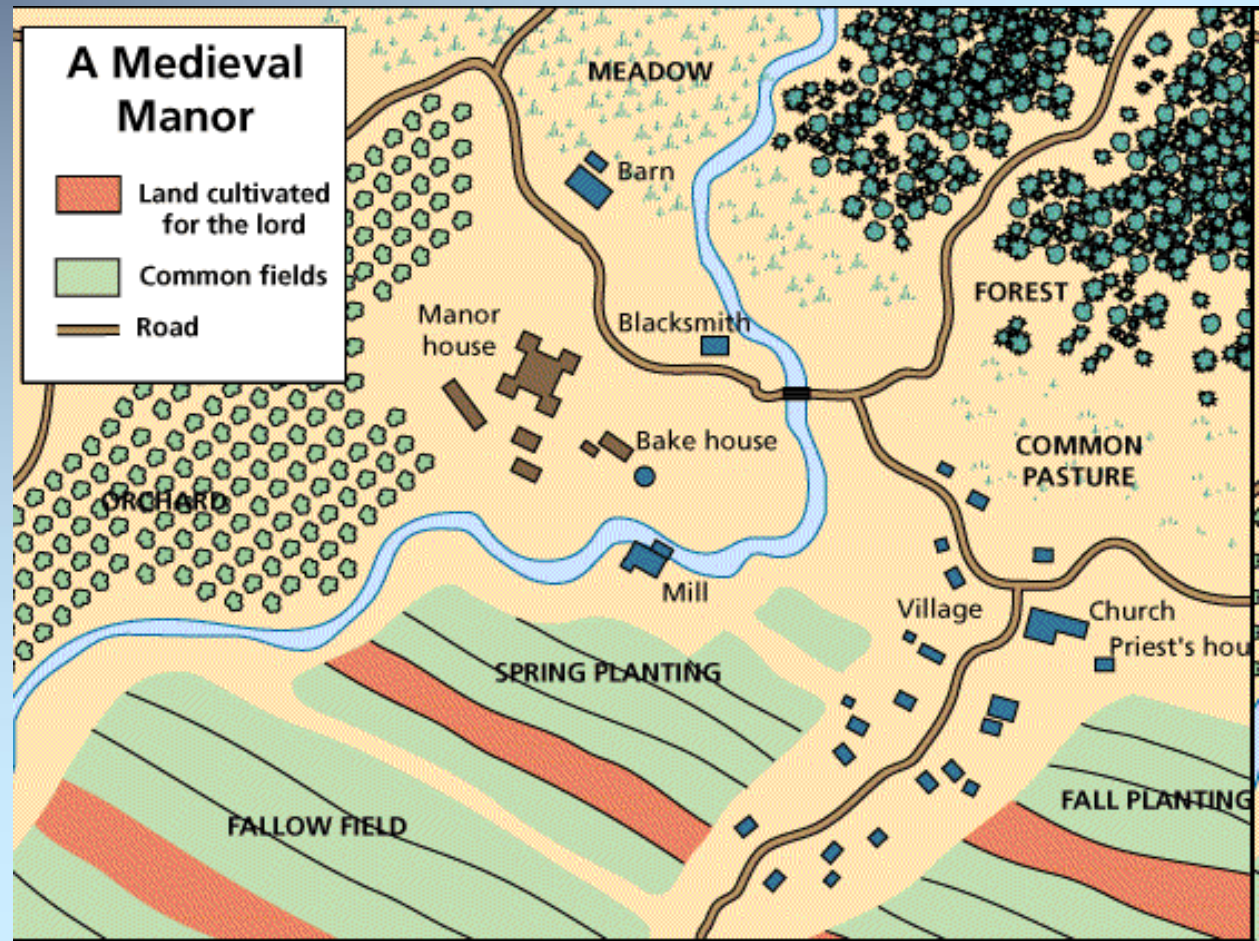 A Medieval
Manor
Land cultivated
for the lord
Common fields
Road
MEADOW
Barn
FOREST
Manor
house
Blacksmith
Bake house
COMMON
PASTURE
ORCHARD
Mill
Village
Church
Priest's hou
SPRING PLANTING
FALL PLANTING
FALLOW FIELD